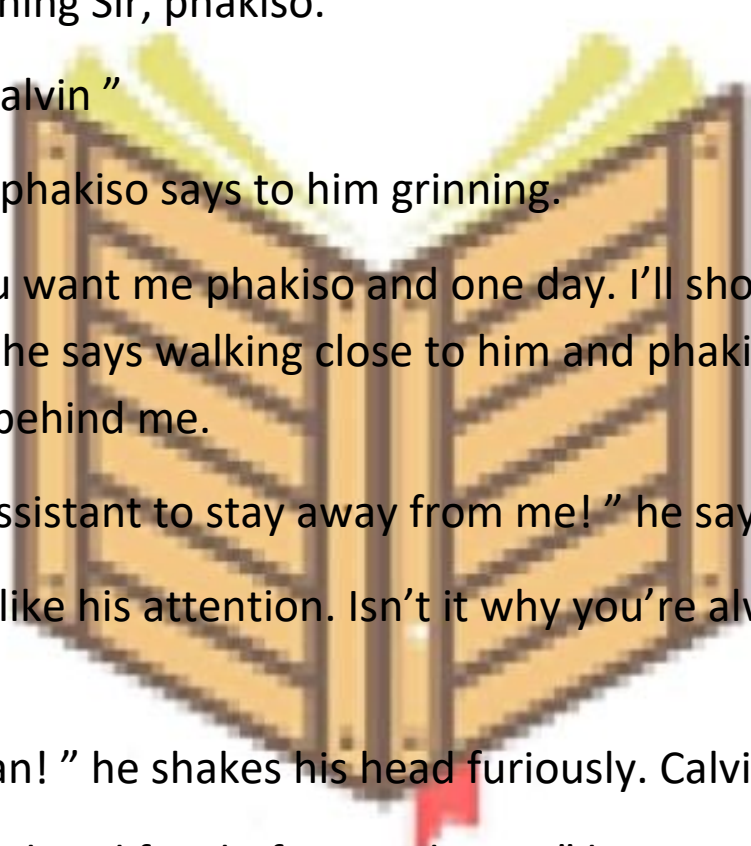 ning Sir, phakiso.
alvin ”
phakiso says to him grinning.
u want me phakiso and one day. I’ll sho
he says walking close to him and phaki
behind me.
ssistant to stay away from me! ” he say
like his attention. Isn’t it why you’re alv
an! ” he shakes his head furiously. Calvi